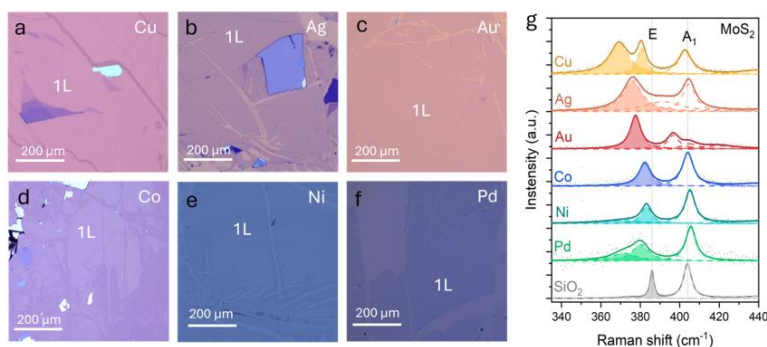 a
Cu
1L
200 μm
b
Ag
1L
200 μm
c
Au
1L
200 μm
d
Co
1L
200 μm
e
Ni
1L
200 μm
f
Pd
1L
200 μm
g
E
A1
MoS2
Cu
Ag
Au
Co
Ni
Pd
SiO2
Instensity (a.u.)
340 360 380 400 420 440
Raman shift (cm-1)